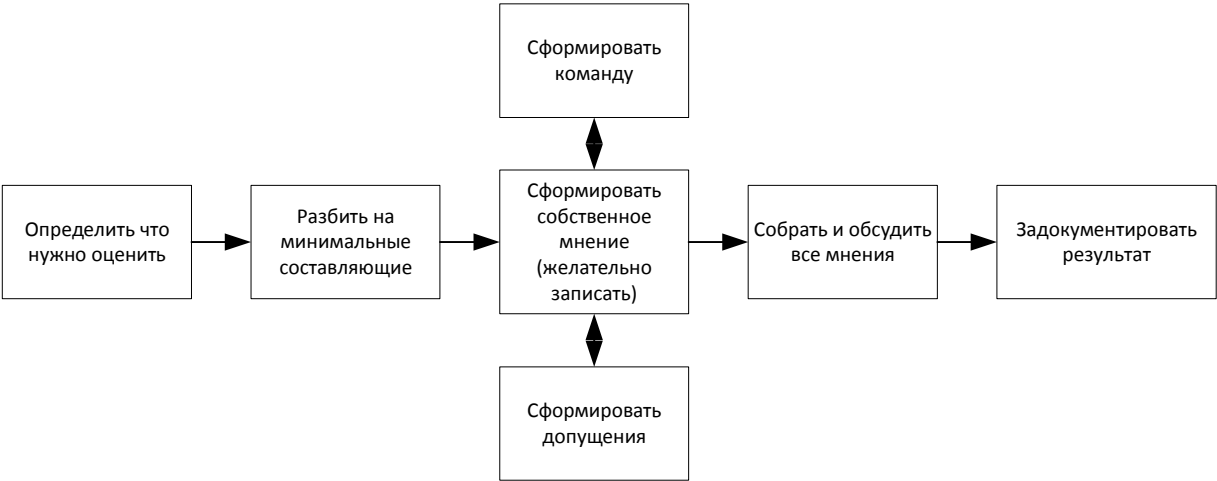 Сформировать
команду
Определить что
нужно оценить
Разбить на
минимальные
составляющие
Сформировать
собственное
мнение
(желательно
записать)
Собрать и обсудить
все мнения
Задокументировать
результат
Сформировать
допущения